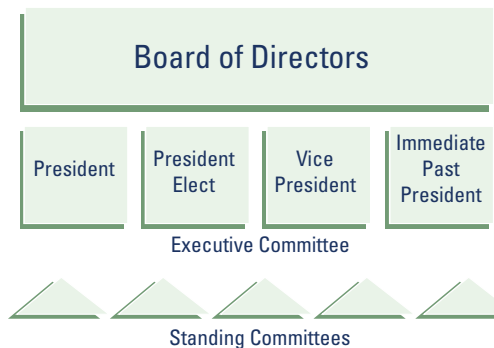 Board of Directors
President
President
Elect
Vice
President
Immediate
Past
President
Executive Committee
Standing Committees